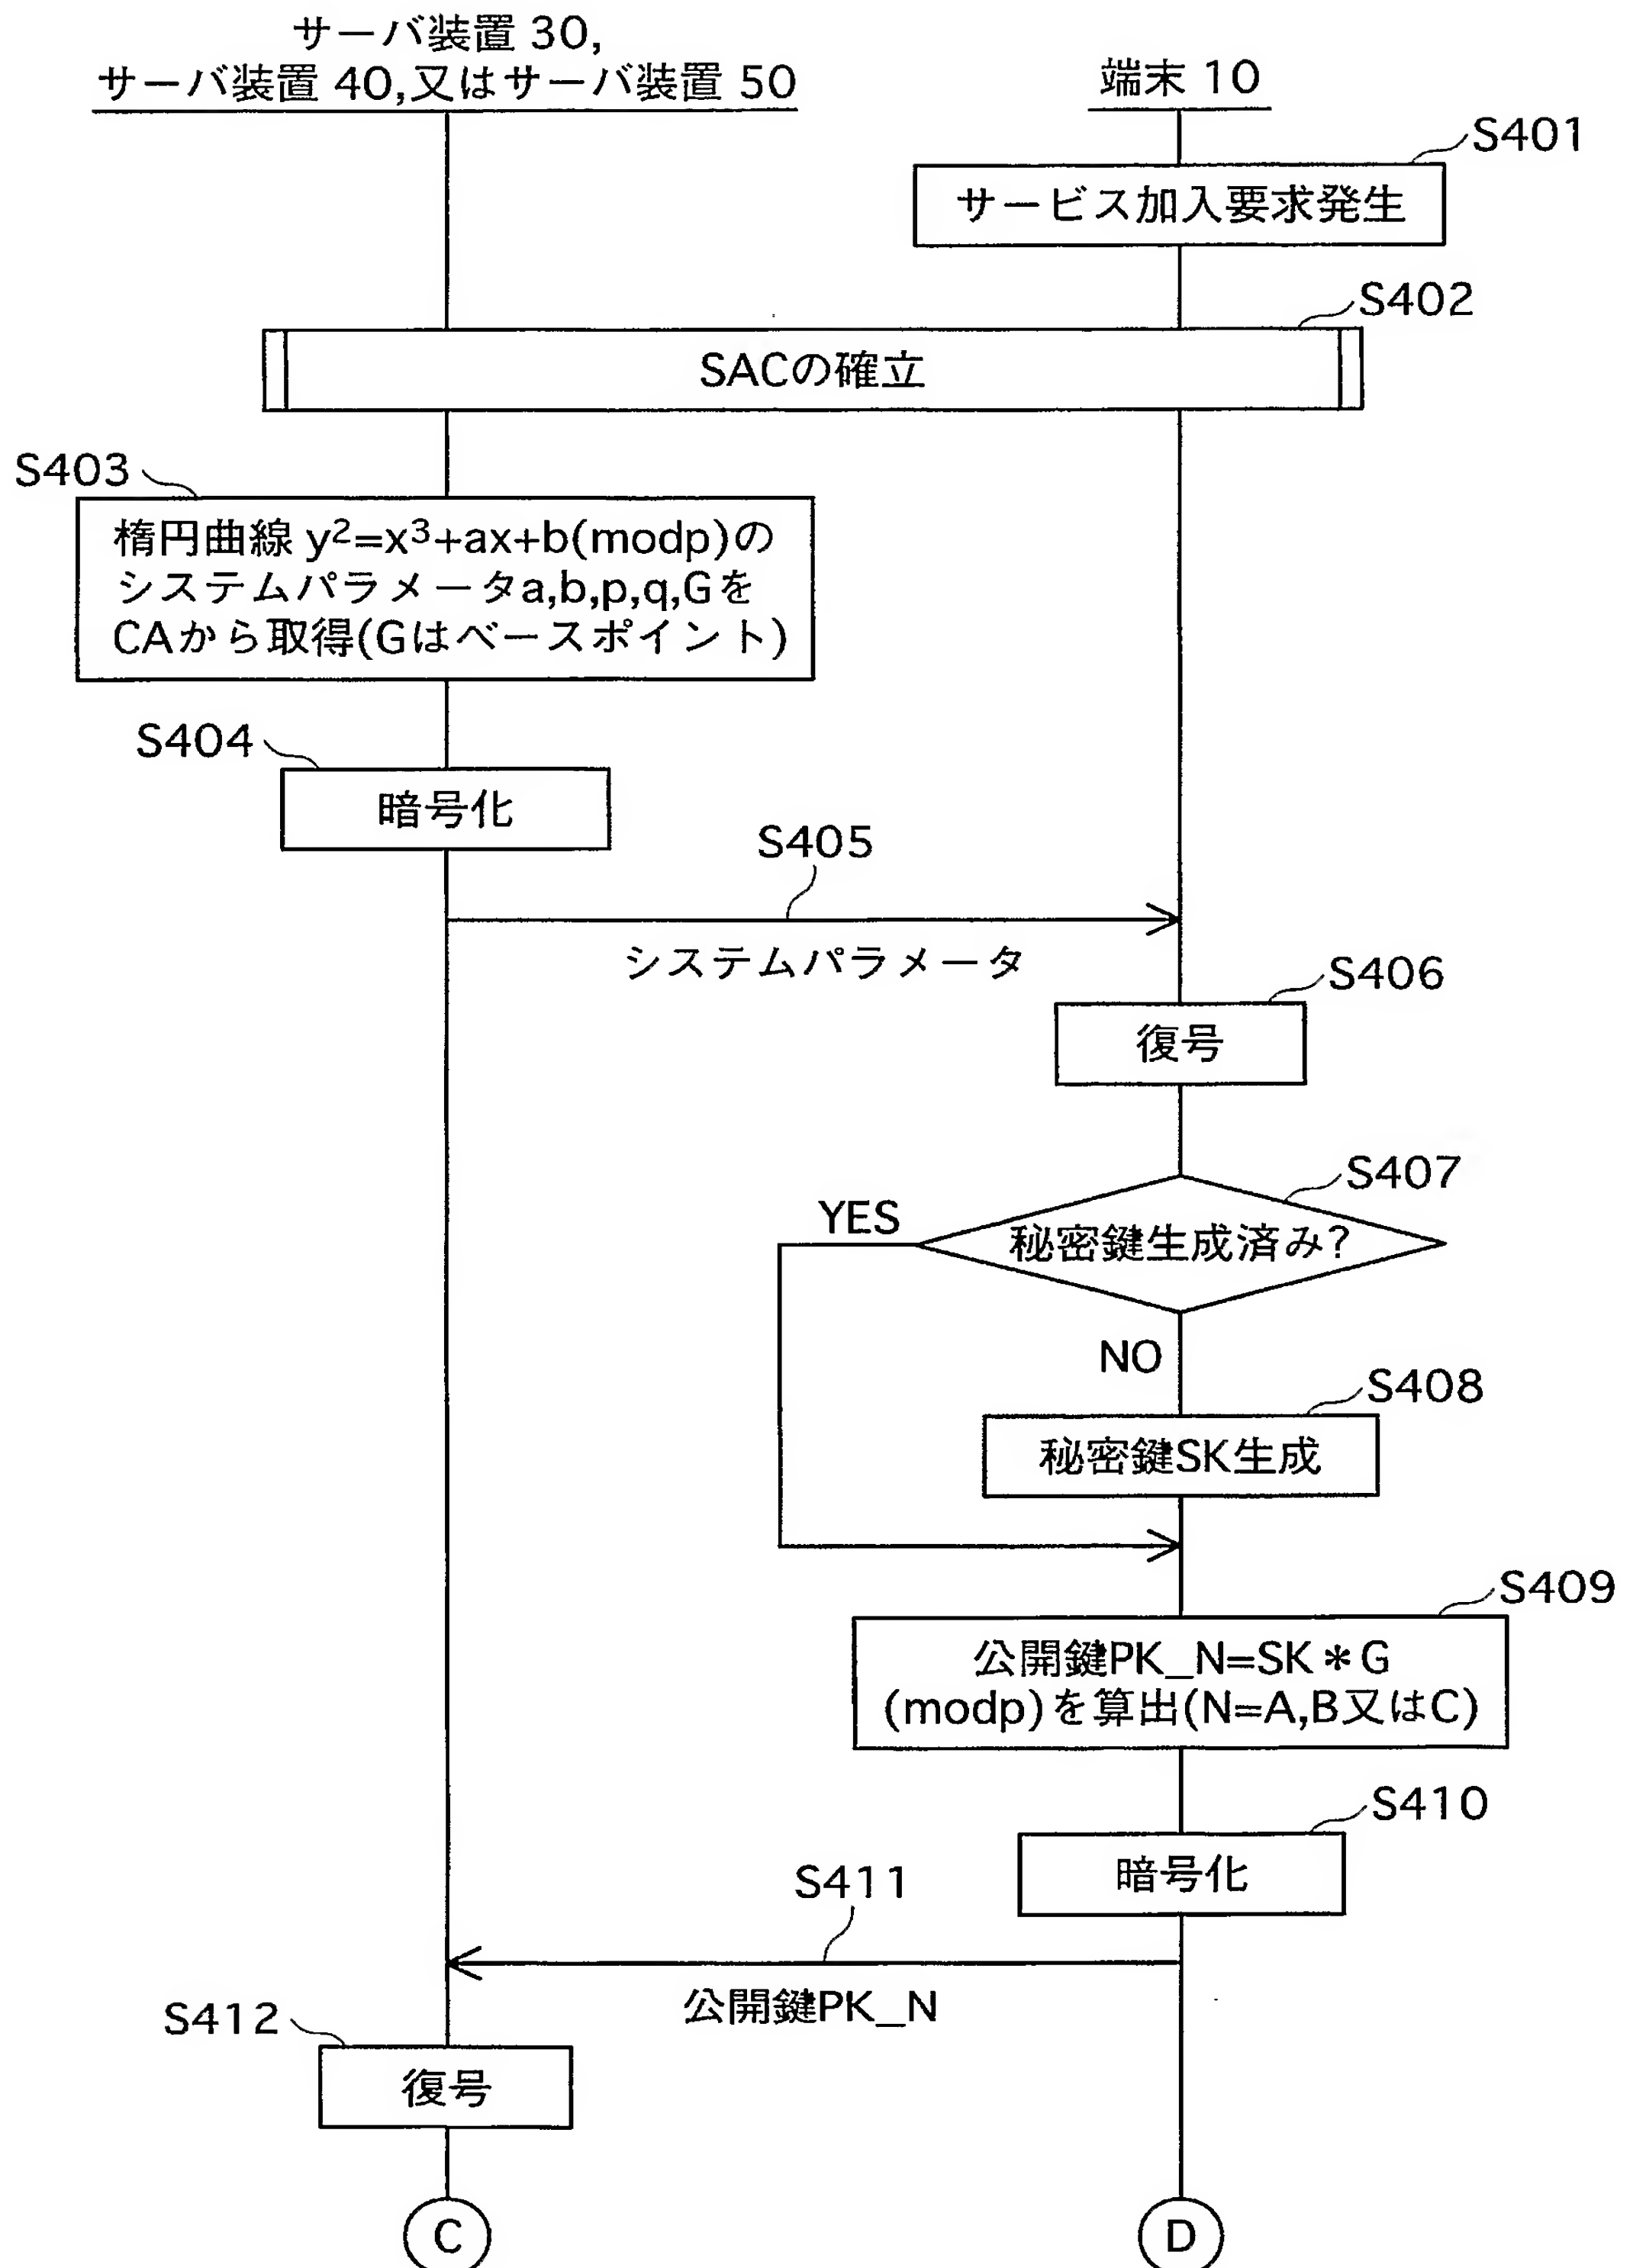 サーバ装置 30,
サーバ装置 40,又はサーバ装置 50
端末 10
S401
サービス加入要求発生
S402
SACの確立
S403
楕円曲線 y²=x³+ax+b(modp)の
システムパラメータa,b,p,q,Gを
CAから取得(Gはベースポイント)
S404
暗号化
S405
システムパラメータ
S406
復号
S407
YES
秘密鍵生成済み?
NO
S408
秘密鍵SK生成
S409
公開鍵PK_N=SK＊G
(modp)を算出(N=A,B又はC)
S410
暗号化
S411
公開鍵PK_N
S412
復号
C
D